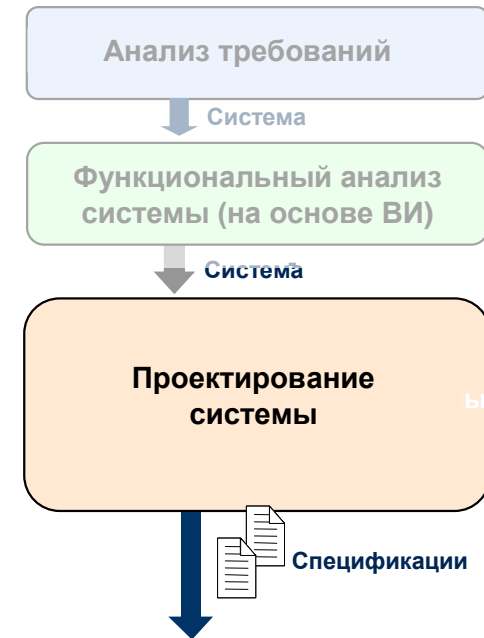 Анализ требований
Система
Функциональный анализ
системы (на основе ВИ)
Система
Проектирование
системы
ы
Спецификации